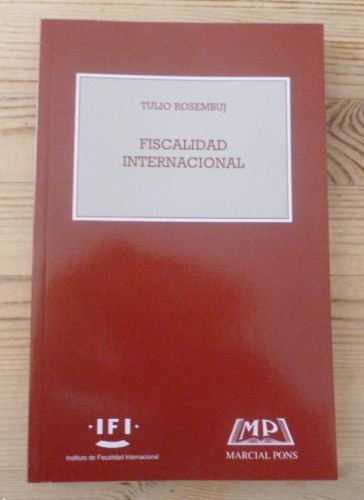 TULIO ROSEMBUJ
FISCALIDAD
INTERNACIONAL
·IFI·
Instituto de Fiscalidad Internacional
MP
MARCIAL PONS